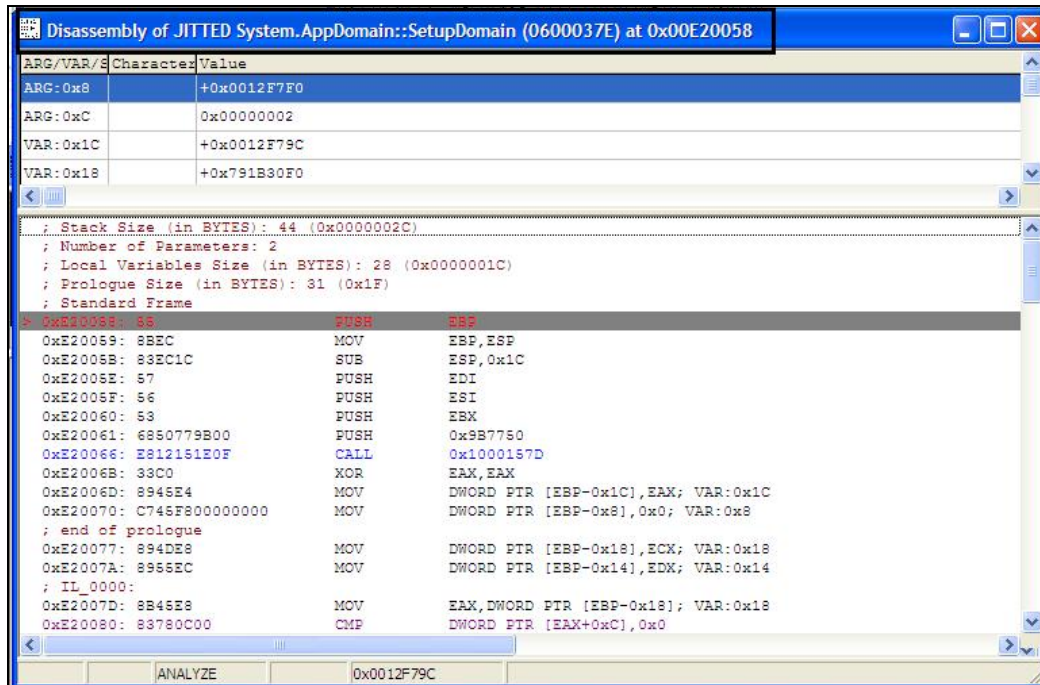 Disassembly of JITTED System.AppDomain::SetupDomain (0600037E) at 0x00E20058
ARG/VAR/S Character Value
ARG:0x8 +0x0012F7F0
ARG:0xC 0x00000002
VAR:0x1C +0x0012F79C
VAR:0x18 +0x791B30F0
; Stack Size (in BYTES): 44 (0x0000002C)
; Number of Parameters: 2
; Local Variables Size (in BYTES): 28 (0x0000001C)
; Prologue Size (in BYTES): 31 (0x1F)
; Standard Frame
> 0xE20058: 55 PUSH EBP
0xE20059: 8BEC MOV EBP,ESP
0xE2005B: 83EC1C SUB ESP,0x1C
0xE2005E: 57 PUSH EDI
0xE2005F: 56 PUSH ESI
0xE20060: 53 PUSH EBX
0xE20061: 6850779B00 PUSH 0x9B7750
0xE20066: E812151E0F CALL 0x1000157D
0xE2006B: 33C0 XOR EAX,EAX
0xE2006D: 8945E4 MOV DWORD PTR [EBP-0x1C],EAX; VAR:0x1C
0xE20070: C745F800000000 MOV DWORD PTR [EBP-0x8],0x0; VAR:0x8
; end of prologue
0xE20077: 894DE8 MOV DWORD PTR [EBP-0x18],ECX; VAR:0x18
0xE2007A: 8955EC MOV DWORD PTR [EBP-0x14],EDX; VAR:0x14
; IL_0000:
0xE2007D: 8B45E8 MOV EAX,DWORD PTR [EBP-0x18]; VAR:0x18
0xE20080: 83780C00 CMP DWORD PTR [EAX+0xC],0x0
ANALYZE 0x0012F79C